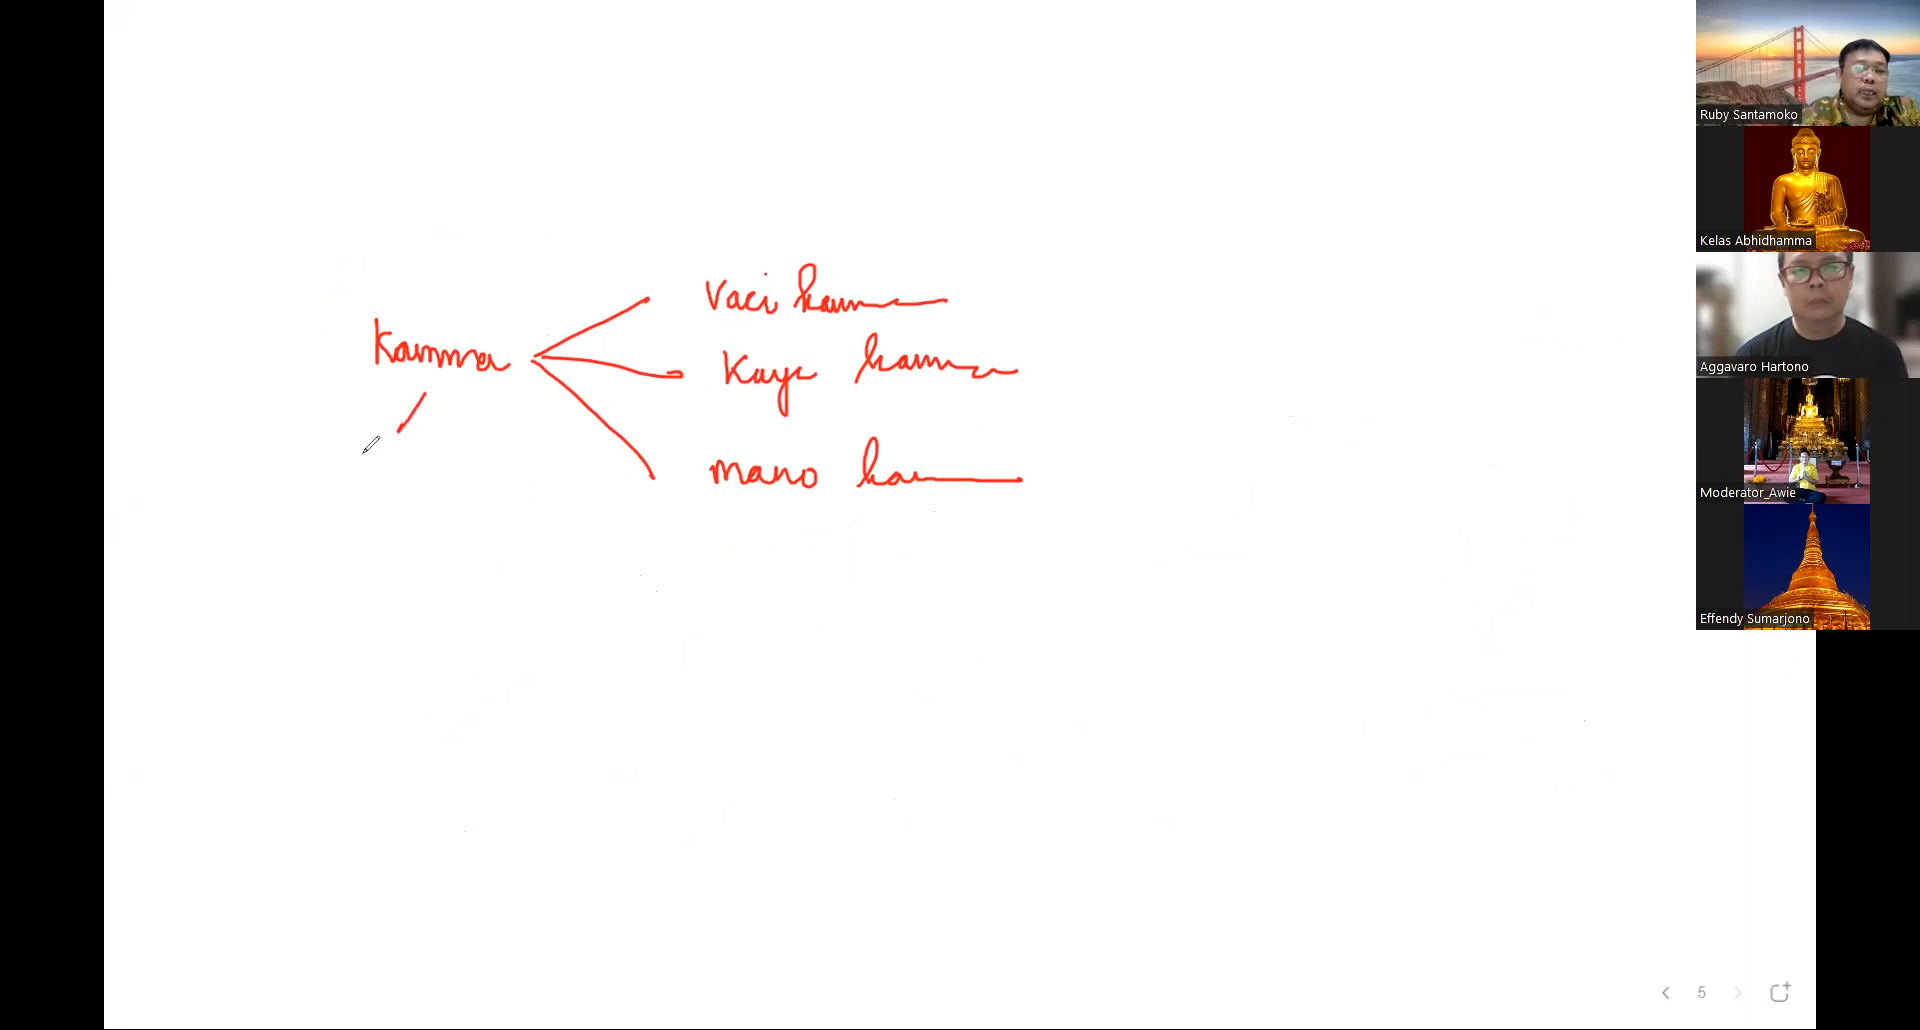 Kamma
Vaci kamma
Kaya kamma
mano ka
Ruby Santamoko
Kelas Abhidhamma
Aggavaro Hartono
Moderator_Awie
Effendy Sumarjono
5